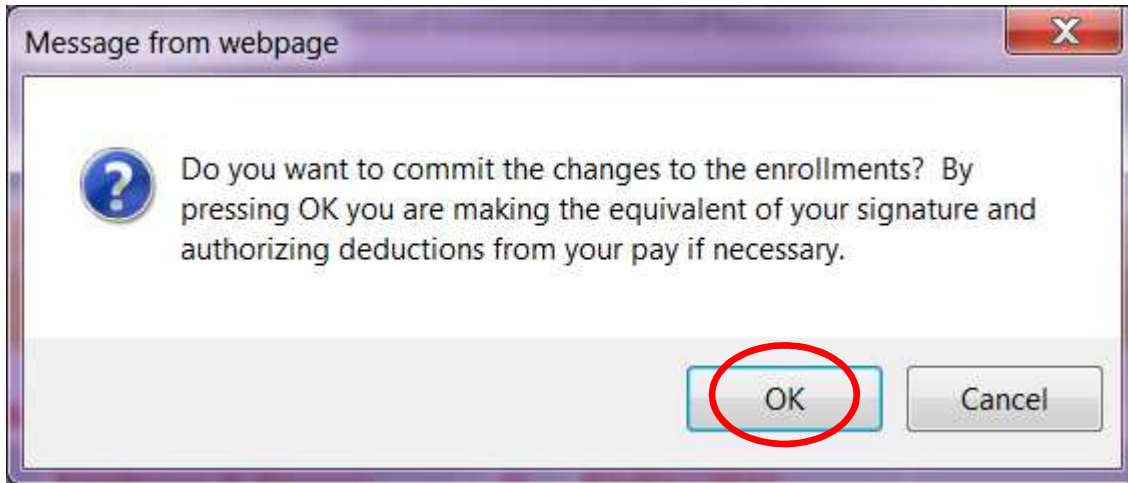 Message from webpage
Do you want to commit the changes to the enrollments?  By
pressing OK you are making the equivalent of your signature and
authorizing deductions from your pay if necessary.
OK
Cancel